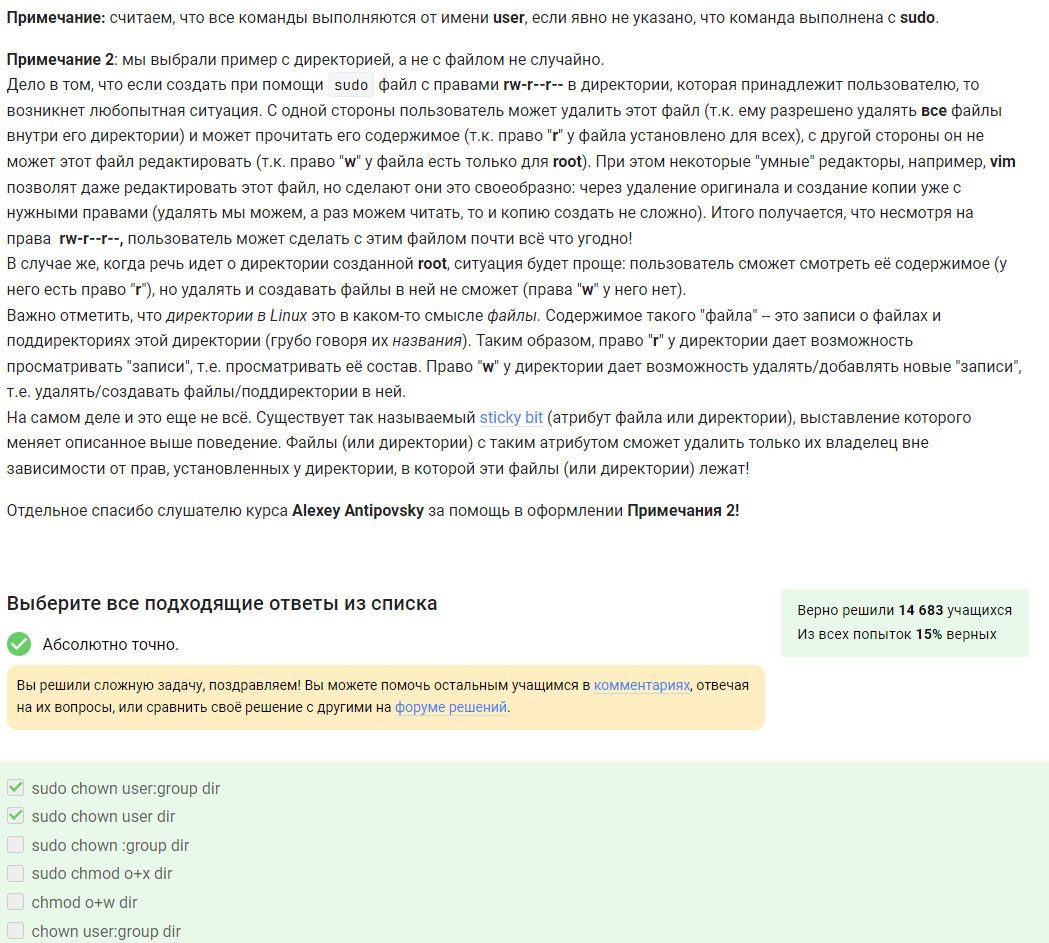 Примечание: считаем, что все команды выполняются от имени user, если явно не указано, что команда выполнена с sudo.
Примечание 2: мы выбрали пример с директорией, а не с файлом не случайно.
Дело в том, что если создать при помощи sudo файл с правами rw-r--r-- в директории, которая принадлежит пользователю, то
возникнет любопытная ситуация. С одной стороны пользователь может удалить этот файл (т.к. ему разрешено удалять все файлы
внутри его директории) и может прочитать его содержимое (т.к. право "r" у файла установлено для всех), с другой стороны он не
может этот файл редактировать (т.к. право "w" у файла есть только для root). При этом некоторые "умные" редакторы, например, vim
позволят даже редактировать этот файл, но сделают они это своеобразно: через удаление оригинала и создание копии уже с
нужными правами (удалять мы можем, а раз можем читать, то и копию создать не сложно). Итого получается, что несмотря на
права rw-r--r--, пользователь может сделать с этим файлом почти всё что угодно!
В случае же, когда речь идет о директории созданной root, ситуация будет проще: пользователь сможет смотреть её содержимое (у
него есть право "r"), но удалять и создавать файлы в ней не сможет (права "w" у него нет).
Важно отметить, что директории в Linux это в каком-то смысле файлы. Содержимое такого "файла" -- это записи о файлах и
поддиректориях этой директории (грубо говоря их названия). Таким образом, право "r" у директории дает возможность
просматривать "записи", т.е. просматривать её состав. Право "w" у директории дает возможность удалять/добавлять новые "записи",
т.е. удалять/создавать файлы/поддиректории в ней.
На самом деле и это еще не всё. Существует так называемый sticky bit (атрибут файла или директории), выставление которого
меняет описанное выше поведение. Файлы (или директории) с таким атрибутом сможет удалить только их владелец вне
зависимости от прав, установленных у директории, в которой эти файлы (или директории) лежат!
Отдельное спасибо слушателю курса Alexey Antipovsky за помощь в оформлении Примечания 2!
Выберите все подходящие ответы из списка
Верно решили 14 683 учащихся
Из всех попыток 15% верных
Абсолютно точно.
Вы решили сложную задачу, поздравляем! Вы можете помочь остальным учащимся в комментариях, отвечая
на их вопросы, или сравнить своё решение с другими на форуме решений.
sudo chown user:group dir
sudo chown user dir
sudo chown :group dir
sudo chmod o+x dir
chmod o+w dir
chown user:group dir